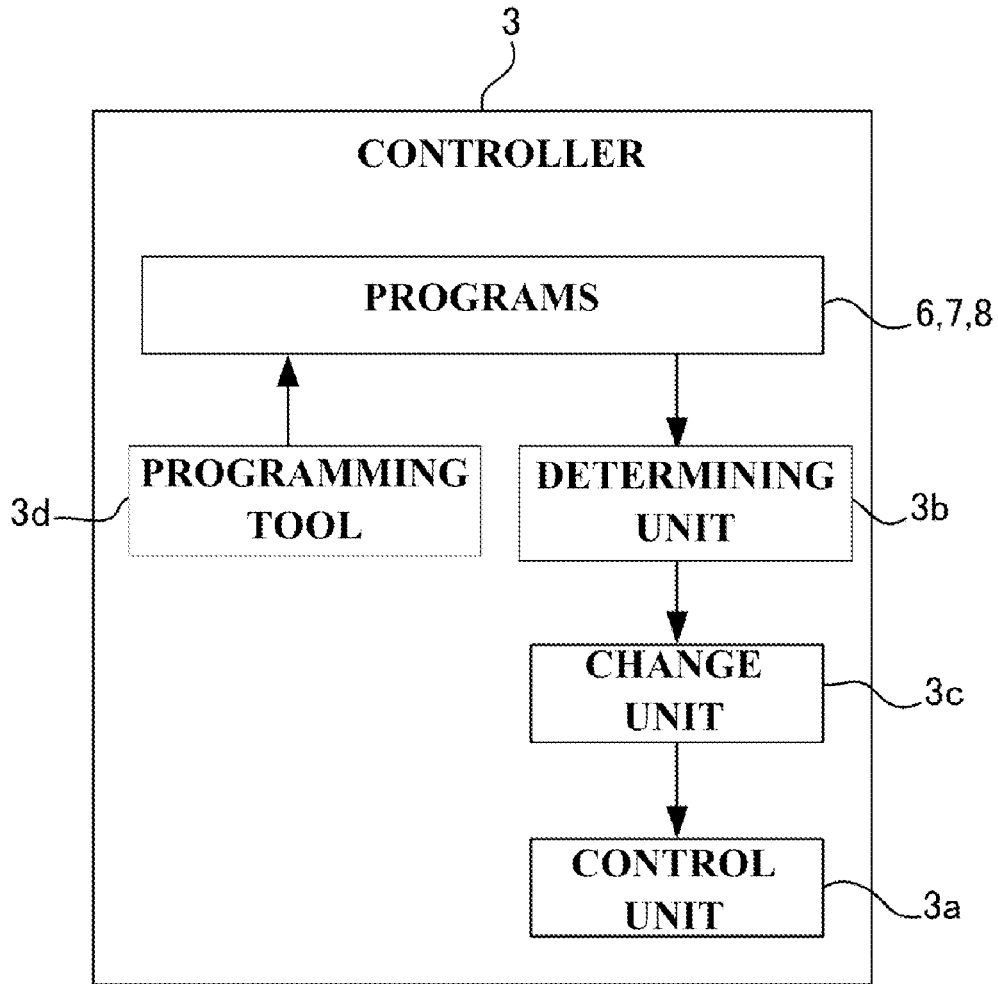 3
CONTROLLER
PROGRAMS
6,7,8
PROGRAMMING
TOOL
3d
DETERMINING
UNIT
3b
CHANGE
UNIT
3c
CONTROL
UNIT
3a